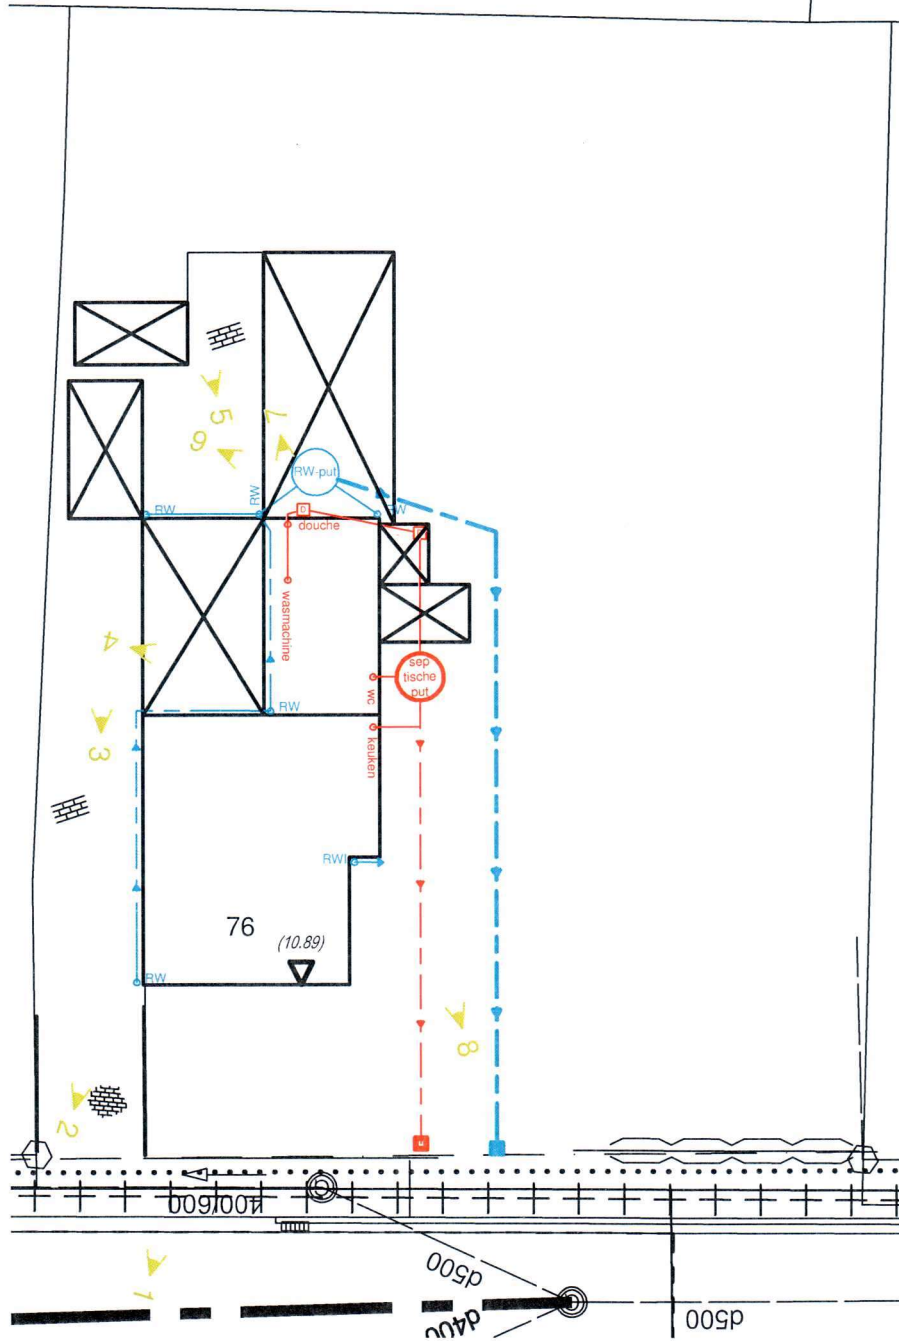 5
7
6
RW-put
RW
RW
RW
D
douche
wasmachine
4
sep
tische
put
wc
RW
3
keuken
RWI
76
(10.89)
RW
8
2
400/600
d500
1
d400
d500